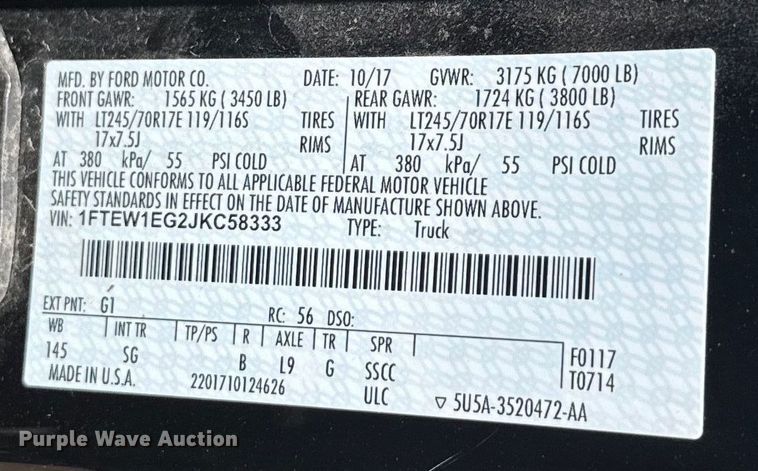 MFD. BY FORD MOTOR CO. DATE: 10/17 GVWR: 3175 KG ( 7000 LB)
FRONT GAWR: 1565 KG ( 3450 LB) REAR GAWR: 1724 KG ( 3800 LB)
WITH LT245/70R17E 119/116S TIRES WITH LT245/70R17E 119/116S TIRES
17x7.5J RIMS 17x7.5J RIMS
AT 380 kPa/ 55 PSI COLD AT 380 kPa/ 55 PSI COLD
THIS VEHICLE CONFORMS TO ALL APPLICABLE FEDERAL MOTOR VEHICLE
SAFETY STANDARDS IN EFFECT ON THE DATE OF MANUFACTURE SHOWN ABOVE.
VIN: 1FTEW1EG2JKC58333 TYPE: Truck
EXT PNT: G1 RC: 56 DSO:
WB INT TR TP/PS R AXLE TR SPR F0117
145 SG B L9 G SSCC T0714
MADE IN U.S.A. 2201710124626 ULC ▽ 5U5A-3520472-AA
Purple Wave Auction